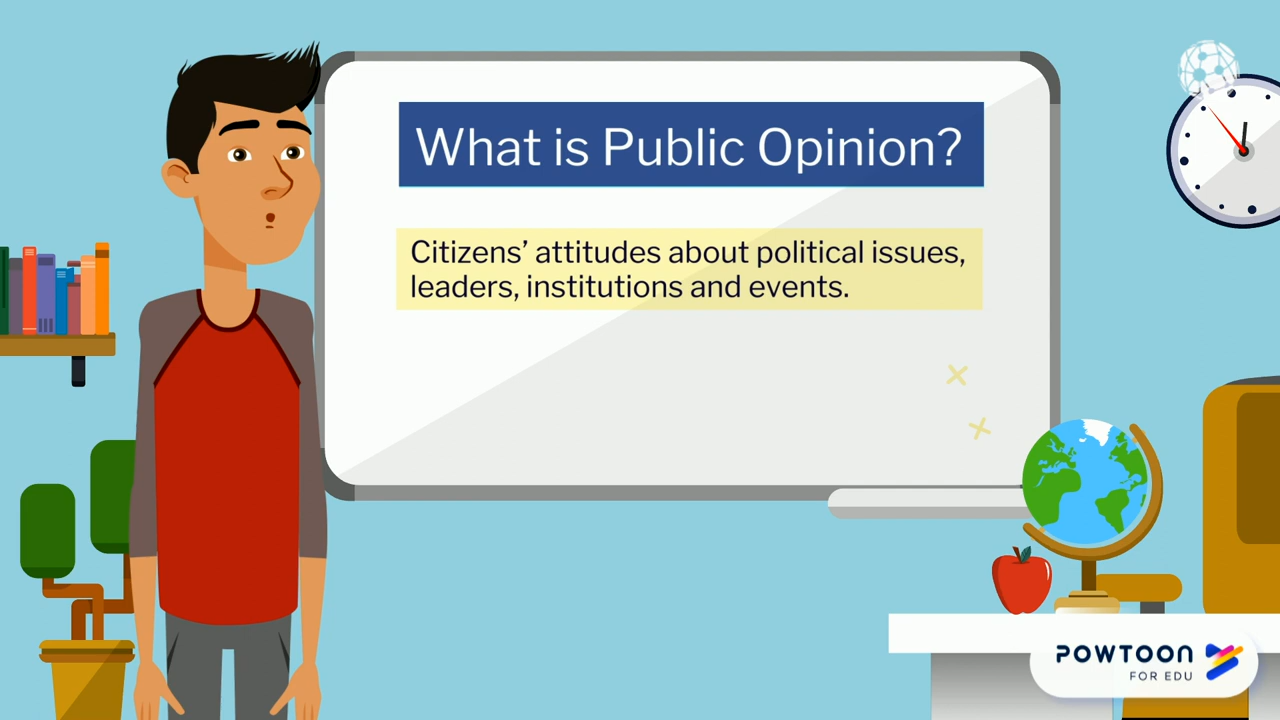 What is Public Opinion?
Citizens’ attitudes about political issues,
leaders, institutions and events.
POWTOON
FOR EDU